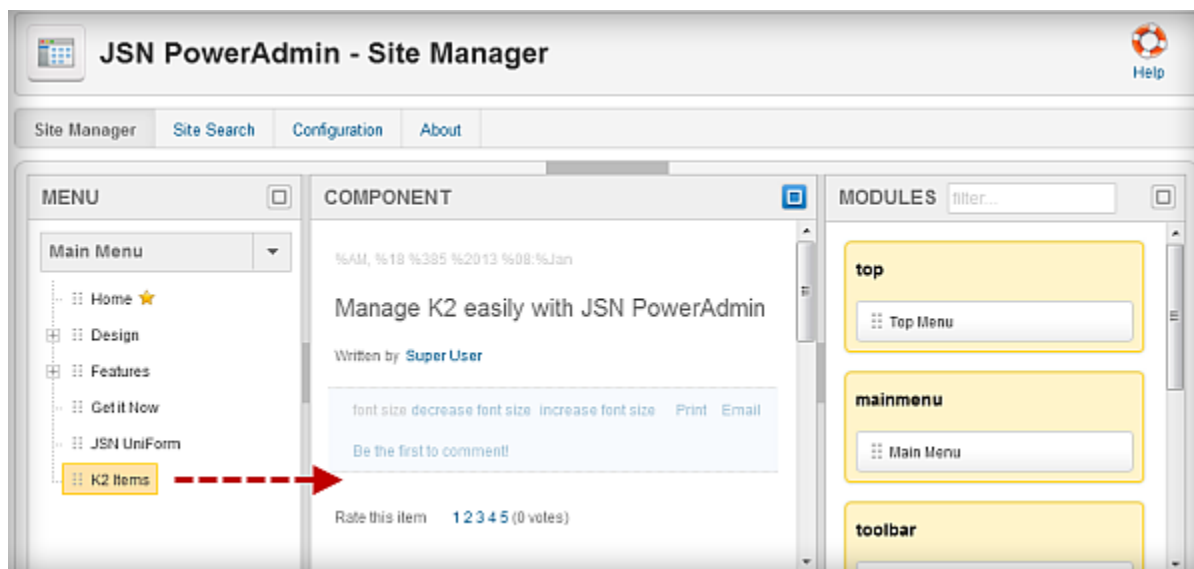 JSN PowerAdmin - Site Manager
Help
Site Manager Site Search Configuration About
MENU
Main Menu
Home
Design
Features
Get it Now
JSN UniForm
K2 Items
COMPONENT
%AM, %18 %385 %2013 %08:%Jan
Manage K2 easily with JSN PowerAdmin
Written by Super User
font size decrease font size increase font size Print Email
Be the first to comment!
Rate this item 1 2 3 4 5 (0 votes)
MODULES filter...
top
Top Menu
mainmenu
Main Menu
toolbar